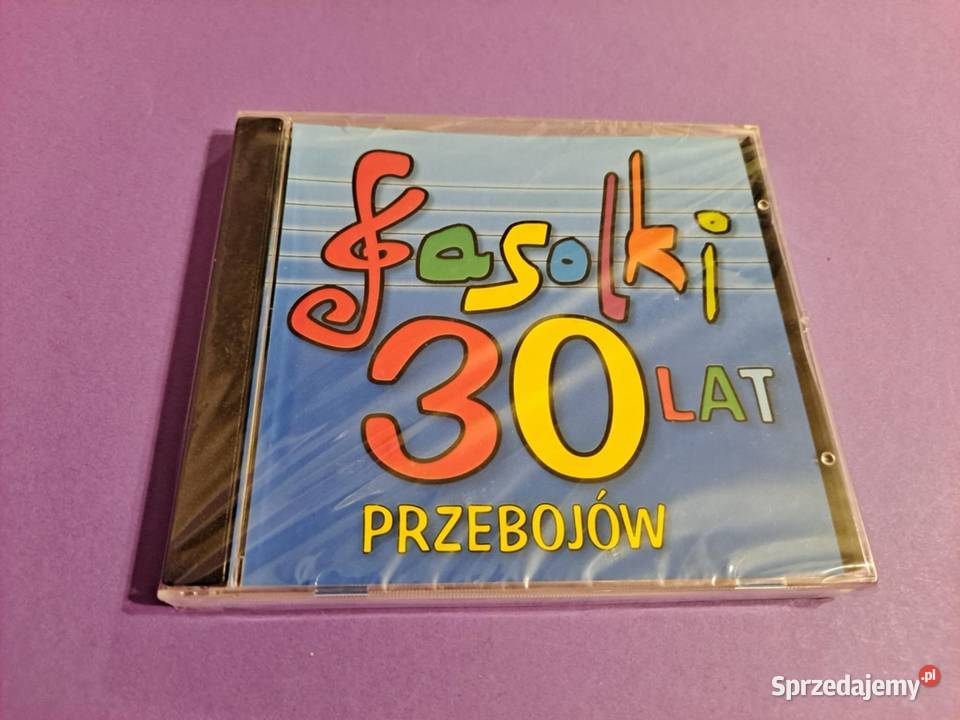 Fasolki
30 LAT
PRZEBOJÓW
Sprzedajemy.pl